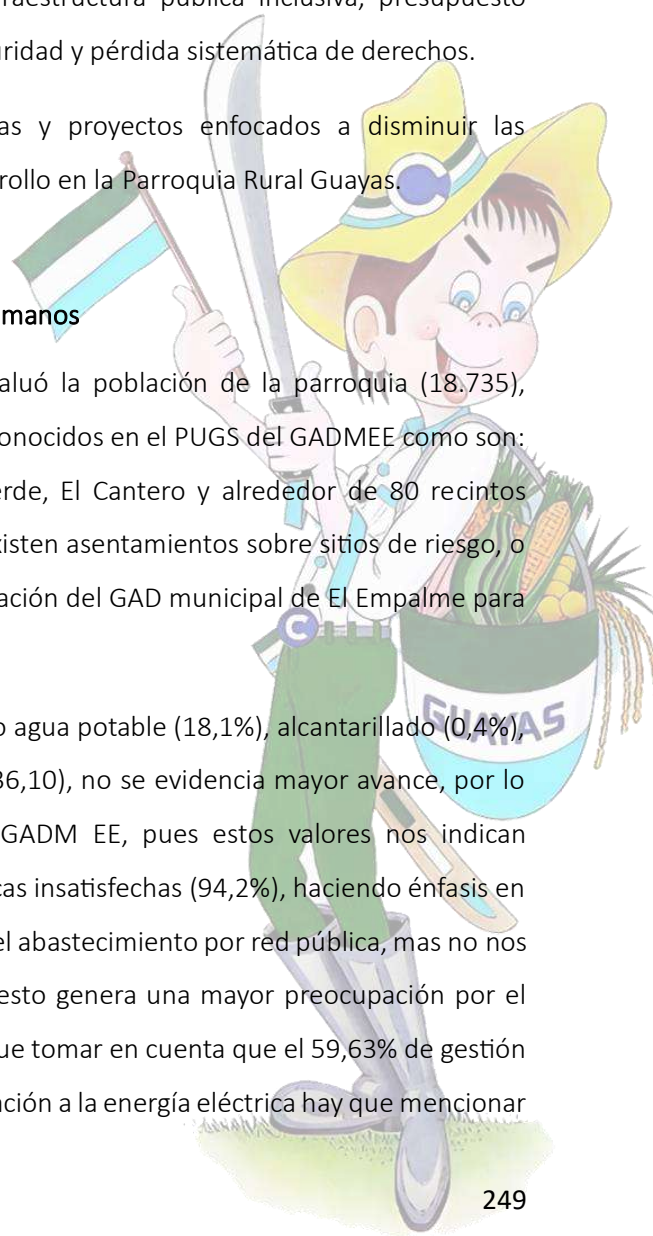 raestructura pública inclusiva, presupuesto
uridad y pérdida sistemática de derechos.
as y proyectos enfocados a disminuir las
rollo en la Parroquia Rural Guayas.
manos
aluó la población de la parroquia (18.735),
onocidos en el PUGS del GADMEE como son:
erde, El Cantero y alrededor de 80 recintos
xisten asentamientos sobre sitios de riesgo, o
ación del GAD municipal de El Empalme para
C
C
o agua potable (18,1%), alcantarillado (0,4%),
GUAYAS
36,10), no se evidencia mayor avance, por lo
GADM EE, pues estos valores nos indican
cas insatisfechas (94,2%), haciendo énfasis en
el abastecimiento por red pública, mas no nos
esto genera una mayor preocupación por el
ue tomar en cuenta que el 59,63% de gestión
ación a la energía eléctrica hay que mencionar
249